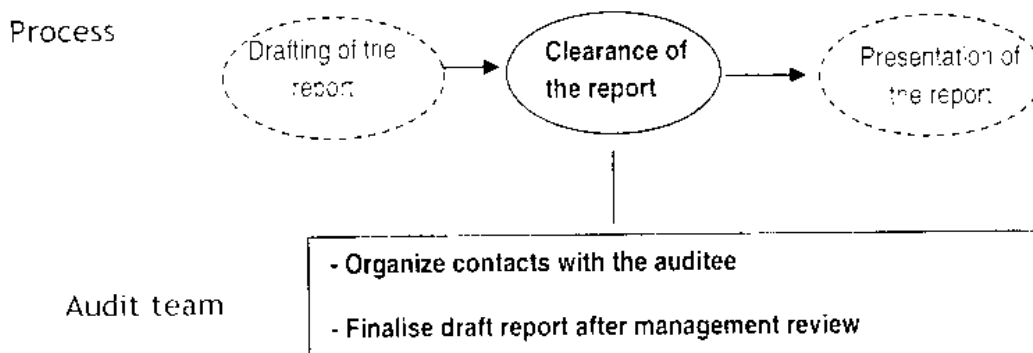 Process
Drafting of the
report
Clearance of
the report
Presentation of
the report
- Organize contacts with the auditee
Audit team
- Finalise draft report after management review